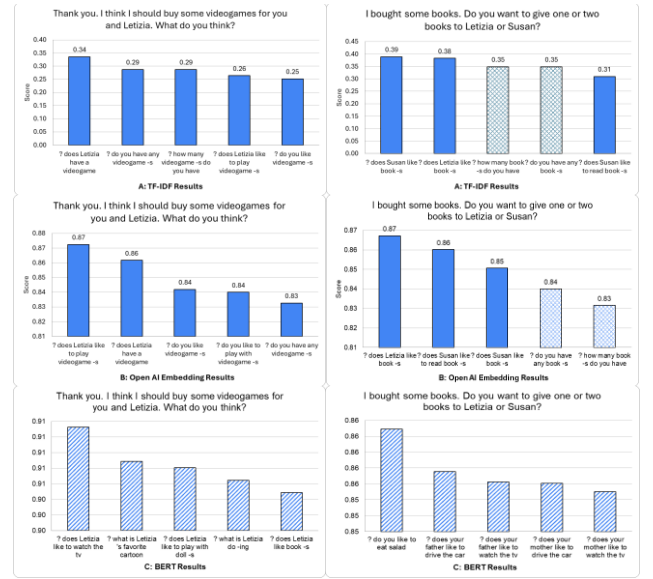 Thank you. I think I should buy some videogames for you
and Letizia. What do you think?
0.40
0.35
0.30
0.25
0.20
0.15
0.10
0.05
0.00
Score
0.34
0.29
0.29
0.26
0.25
? does Letizia
have a
videogame
? do you have any
videogame -s
? how many
videogame -s do
you have
? does Letizia like
to play
videogame -s
? do you like
videogame -s
A: TF-IDF Results
I bought some books. Do you want to give one or two
books to Letizia or Susan?
0.45
0.40
0.35
0.30
0.25
0.20
0.15
0.10
0.05
0.00
Score
0.39
0.38
0.35
0.35
0.31
? does Susan like
book -s
? does Letizia like
book -s
? how many book
-s do you have
? do you have any
book -s
? does Susan like
to read book -s
A: TF-IDF Results
Thank you. I think I should buy some videogames for
you and Letizia. What do you think?
0.88
0.87
0.86
0.85
0.84
0.83
0.82
0.81
Score
0.87
0.86
0.84
0.84
0.83
? does Letizia like
to play
videogame -s
? does Letizia
have a
videogame
? do you like
videogame -s
? do you like to
play with
videogame -s
? do you have any
videogame -s
B: Open AI Embedding Results
I bought some books. Do you want to give one or two
books to Letizia or Susan?
0.87
0.86
0.85
0.84
0.83
0.82
0.81
Score
0.87
0.86
0.85
0.84
0.83
? does Letizia like
book -s
? does Susan like
to read book -s
? does Susan like
book -s
? do you have
any book -s
? how many book
-s do you have
B: Open AI Embedding Results
Thank you. I think I should buy some videogames for
you and Letizia. What do you think?
0.91
0.91
0.91
0.91
0.90
0.90
? does Letizia
like to watch the
tv
? what is Letizia
's favorite
cartoon
? does Letizia
like to play with
doll -s
? what is Letizia
do -ing
? does Letizia
like book -s
C: BERT Results
I bought some books. Do you want to give one or two
books to Letizia or Susan?
0.86
0.86
0.86
0.86
0.85
0.85
? do you like to
eat salad
? does your
father like to
drive the car
? does your
father like to
watch the tv
? does your
mother like to
drive the car
? does your
mother like to
watch the tv
C: BERT Results